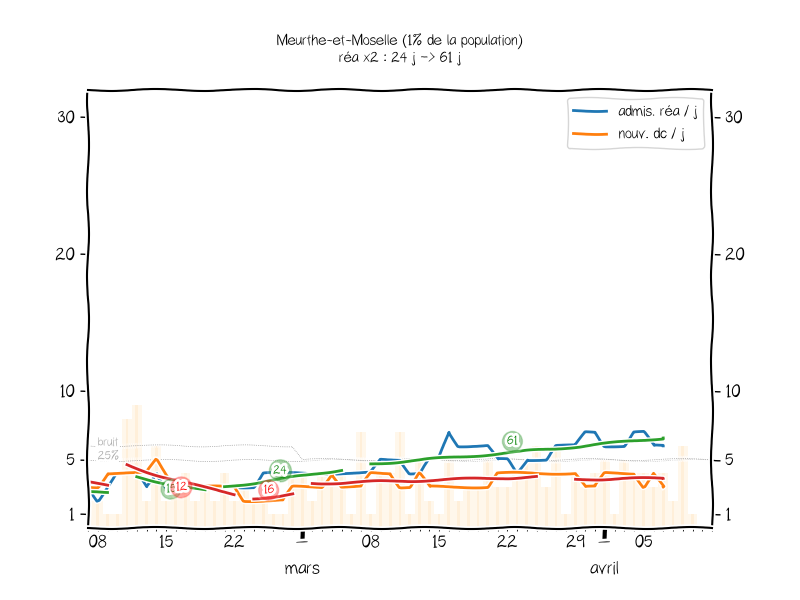 Meurthe-et-Moselle (1% de la population)
réa x2 : 24 j -> 61 j
admis. réa / j
nouv. dc / j
30
30
20
20
10
10
bruit
25%
61
24
12
16
5
5
1
1
08 15 22 1 08 15 22 29 1 05
mars avril